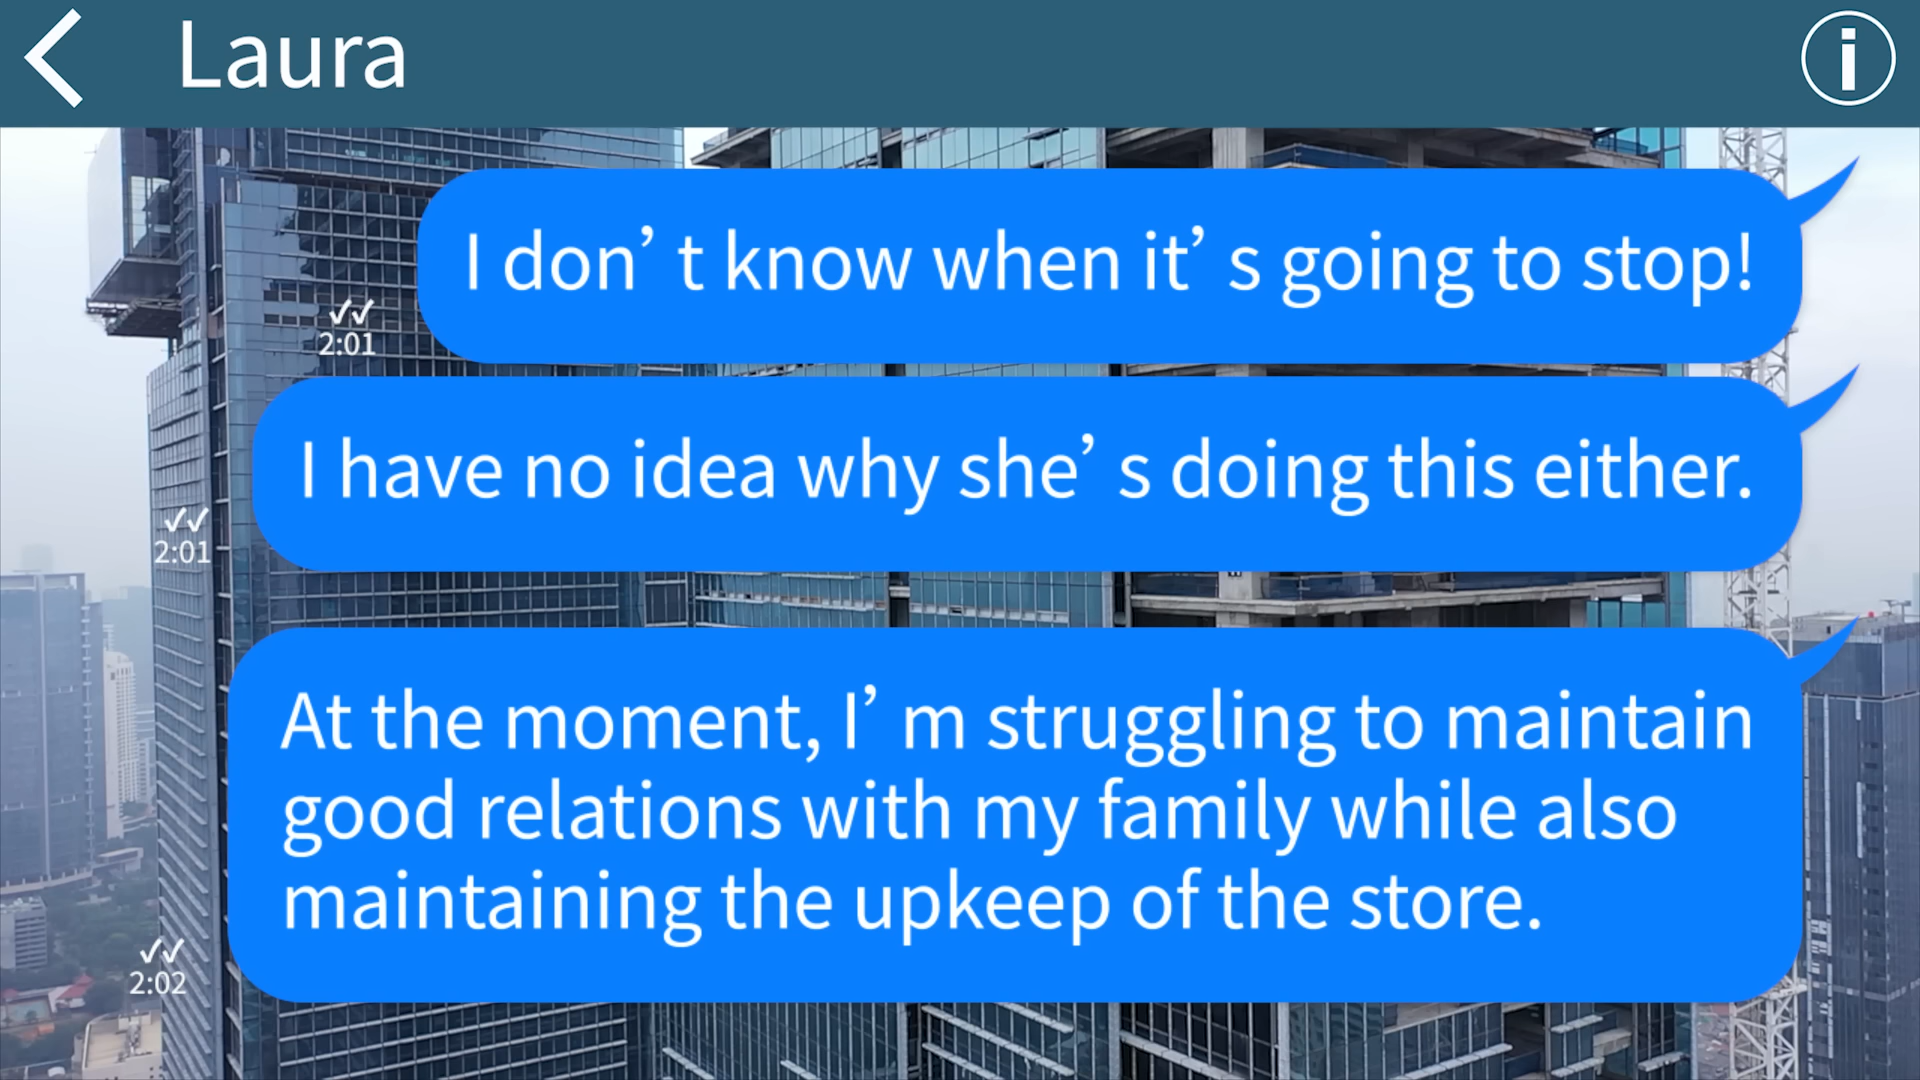 Laura
I don’t know when it’s going to stop!
2:01
I have no idea why she’s doing this either.
2:01
At the moment, I’m struggling to maintain
good relations with my family while also
maintaining the upkeep of the store.
2:02